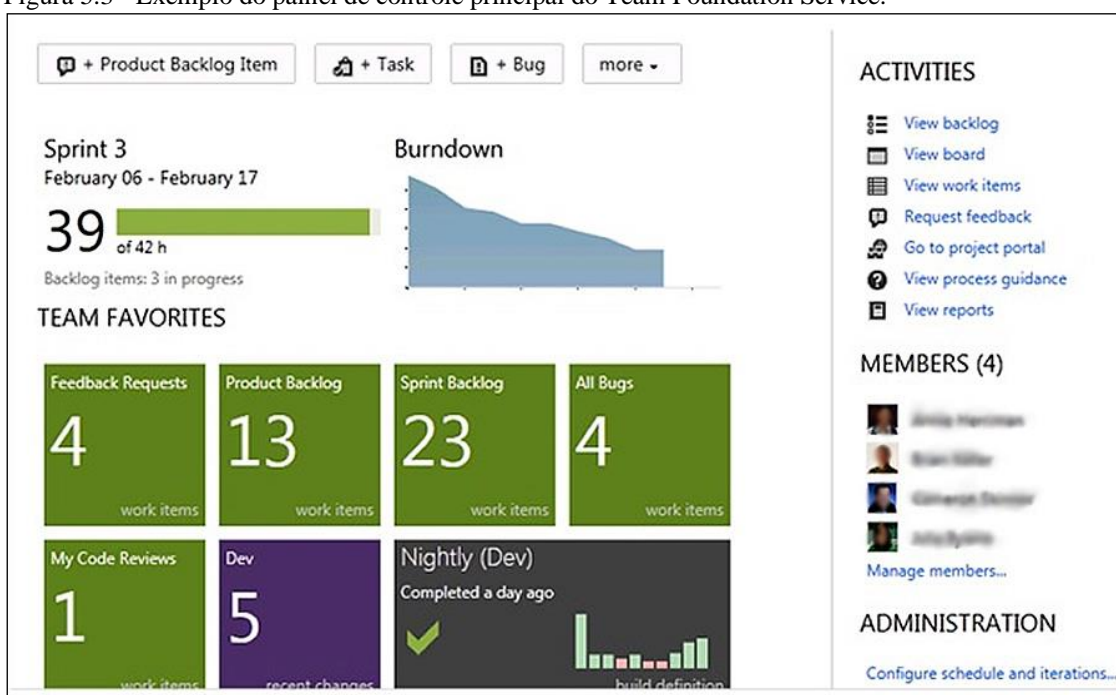 Figura 3.3 - Exemplo do painel de controle principal do Team Foundation Service.
+ Product Backlog Item
+ Task
+ Bug
more
Sprint 3
February 06 - February 17
39
of 42 h
Backlog items: 3 in progress
Burndown
TEAM FAVORITES
Feedback Requests
4
work items
Product Backlog
13
work items
Sprint Backlog
23
work items
All Bugs
4
work items
My Code Reviews
1
work items
Dev
5
recent changes
Nightly (Dev)
Completed a day ago
build definition
ACTIVITIES
View backlog
View board
View work items
Request feedback
Go to project portal
View process guidance
View reports
MEMBERS (4)
Manage members...
ADMINISTRATION
Configure schedule and iterations...